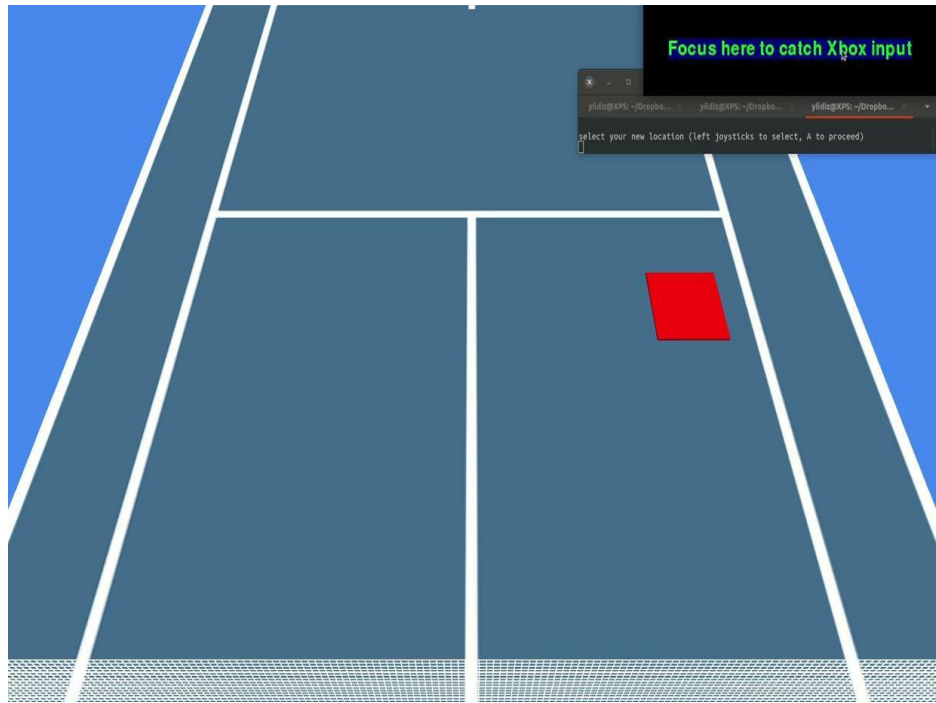 Focus here to catch Xbox input
yildiz@XPS: ~/Dropbo... yildiz@XPS: ~/Dropbo... yildiz@XPS: ~/Dropbo...
select your new location (left joysticks to select, A to proceed)